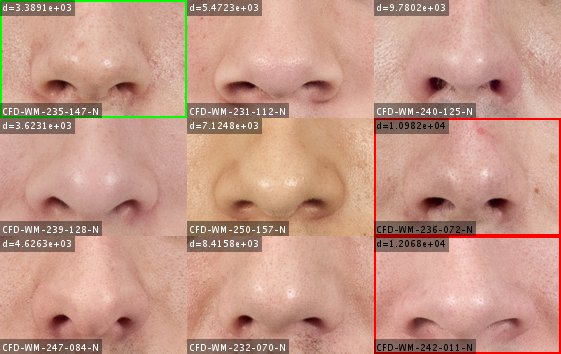 d=3.3891e+03
d=5.4723e+03
d=9.7802e+03
CFD-WM-235-147-N
CFD-WM-231-112-N
CFD-WM-240-125-N
d=3.6231e+03
d=7.1248e+03
d=1.0982e+04
CFD-WM-239-128-N
CFD-WM-250-157-N
CFD-WM-236-072-N
d=4.6263e+03
d=8.4158e+03
d=1.2068e+04
CFD-WM-247-084-N
CFD-WM-232-070-N
CFD-WM-242-011-N